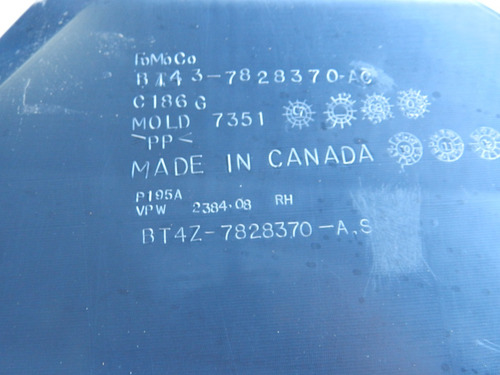 FoMoCo
BT43-7828370-AC
C186G
MOLD 7351
>PP<
MADE IN CANADA
P195A
VPW 2384.08 RH
BT4Z-7828370-A.S